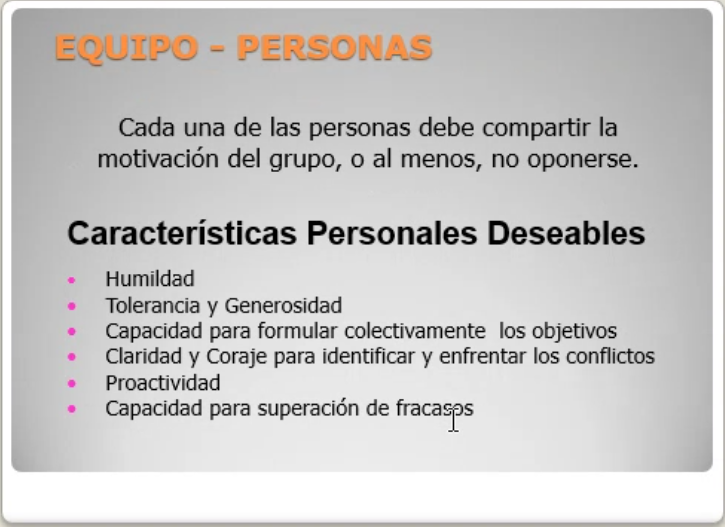 EQUIPO - PERSONAS
Cada una de las personas debe compartir la
motivación del grupo, o al menos, no oponerse.
Características Personales Deseables
• Humildad
• Tolerancia y Generosidad
• Capacidad para formular colectivamente  los objetivos
• Claridad y Coraje para identificar y enfrentar los conflictos
• Proactividad
• Capacidad para superación de fracasos